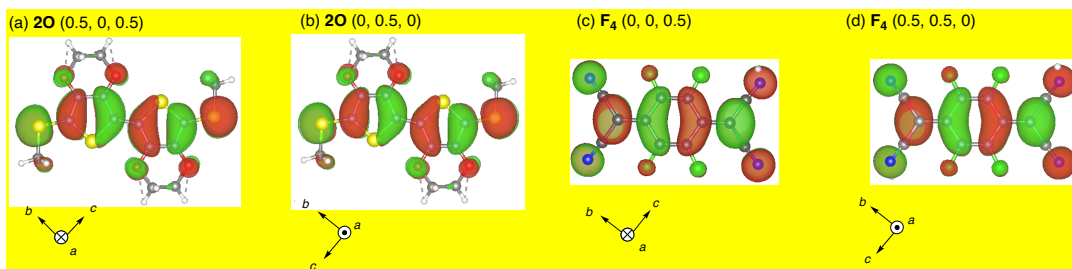 (a) 2O (0.5, 0, 0.5)
(b) 2O (0, 0.5, 0)
(c) F4 (0, 0, 0.5)
(d) F4 (0.5, 0.5, 0)
b
c
a
b
a
c
b
c
a
b
a
c